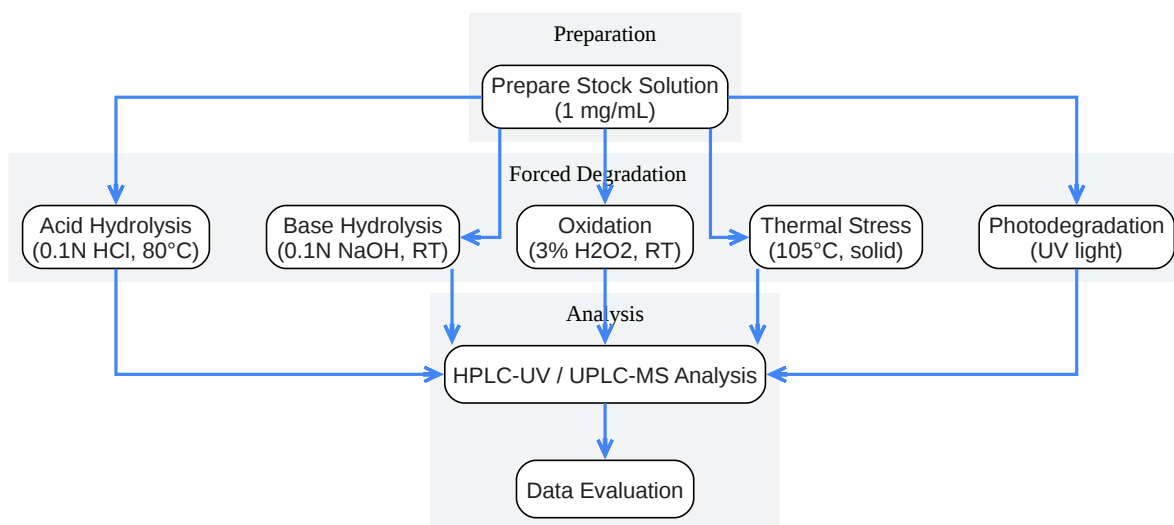 Preparation
Prepare Stock Solution
(1 mg/mL)
Forced Degradation
Acid Hydrolysis
(0.1N HCl, 80°C)
Base Hydrolysis
(0.1N NaOH, RT)
Oxidation
(3% H2O2, RT)
Thermal Stress
(105°C, solid)
Photodegradation
(UV light)
Analysis
HPLC-UV / UPLC-MS Analysis
Data Evaluation